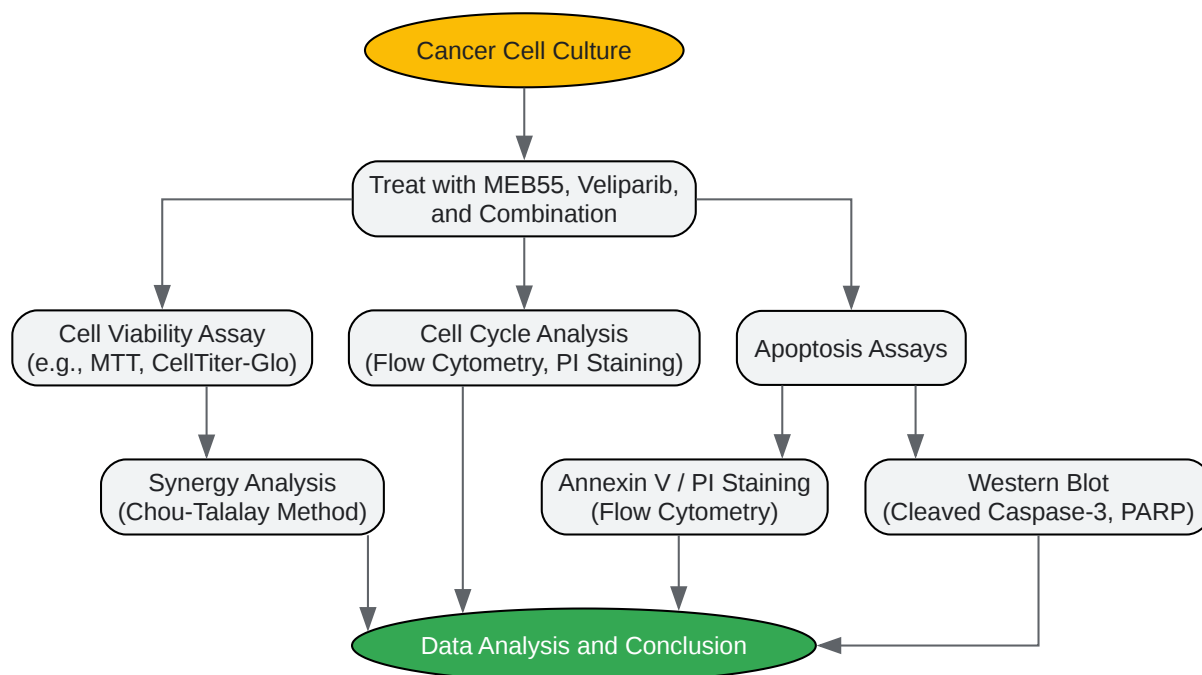 Cancer Cell Culture
Treat with MEB55, Veliparib,
and Combination
Cell Viability Assay
(e.g., MTT, CellTiter-Glo)
Cell Cycle Analysis
(Flow Cytometry, PI Staining)
Apoptosis Assays
Synergy Analysis
(Chou-Talalay Method)
Annexin V / PI Staining
(Flow Cytometry)
Western Blot
(Cleaved Caspase-3, PARP)
Data Analysis and Conclusion